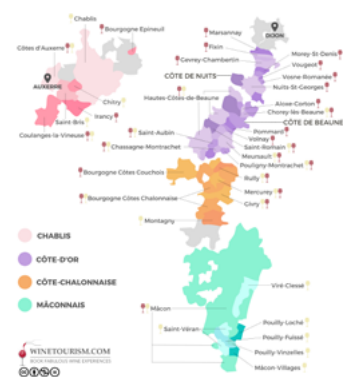 Chablis
Bourgogne Epineuil
Côtes d'Auxerre
AUXERRE
Chitry
Irancy
Saint-Bris
Coulanges-la-Vineuse
DIJON
Marsannay
Fixin
Gevrey-Chambertin
Morey-St-Denis
Vougeot
CÔTE DE NUITS
Vosne-Romanée
Nuits-St-Georges
Hautes-Côtes-de-Beaune
Aloxe-Corton
Chorey-lès-Beaune
CÔTE DE BEAUNE
Pommard
Saint-Aubin
Volnay
Saint-Romain
Chassagne-Montrachet
Meursault
Pouligny-Montrachet
Bourgogne Côtes Couchois
Rully
Mercurey
Bourgogne Côtes Chalonnaise
Givry
Montagny
CHABLIS
CÔTE-D'OR
CÔTE-CHALONNAISE
MÂCONNAIS
Viré-Clessé
Mâcon
Saint-Véran
Pouilly-Loché
Pouilly-Fuissé
Pouilly-Vinzelles
Mâcon-Villages
WINETOURISM.COM
BOOK FABULOUS WINE EXPERIENCES